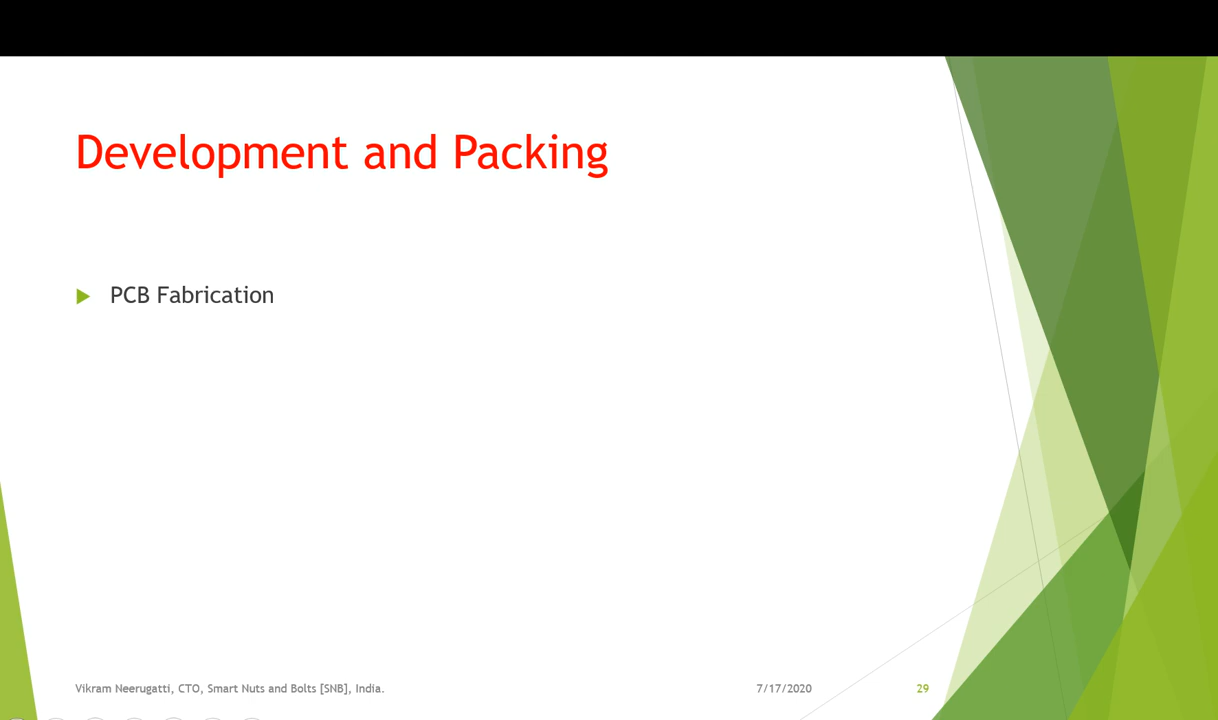 Development and Packing
PCB Fabrication
Vikram Neerugatti, CTO, Smart Nuts and Bolts [SNB], India.
7/17/2020
29